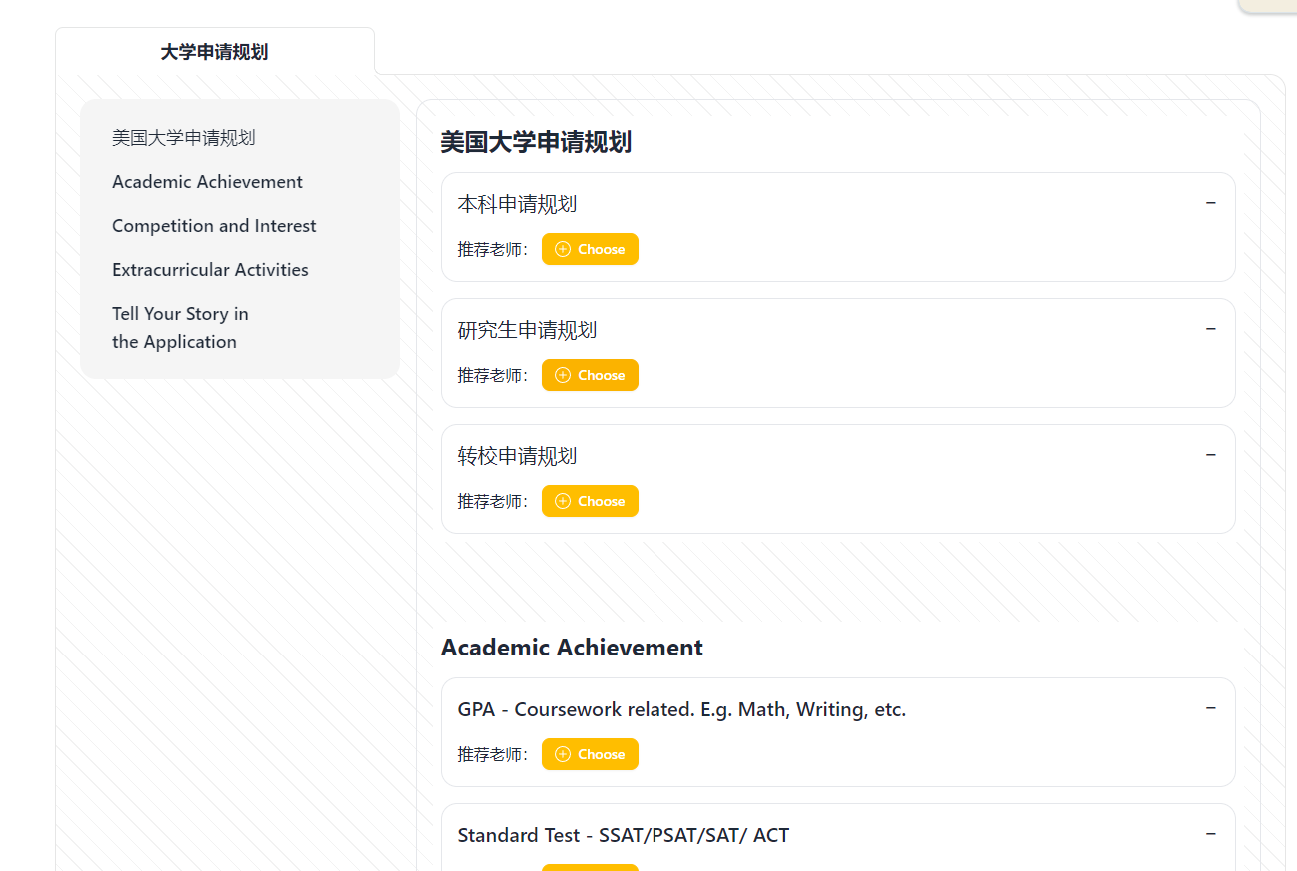 大学申请规划
美国大学申请规划
Academic Achievement
Competition and Interest
Extracurricular Activities
Tell Your Story in
the Application
美国大学申请规划
本科申请规划
推荐老师: Choose
研究生申请规划
推荐老师: Choose
转校申请规划
推荐老师: Choose
Academic Achievement
GPA - Coursework related. E.g. Math, Writing, etc.
推荐老师: Choose
Standard Test - SSAT/PSAT/SAT/ ACT